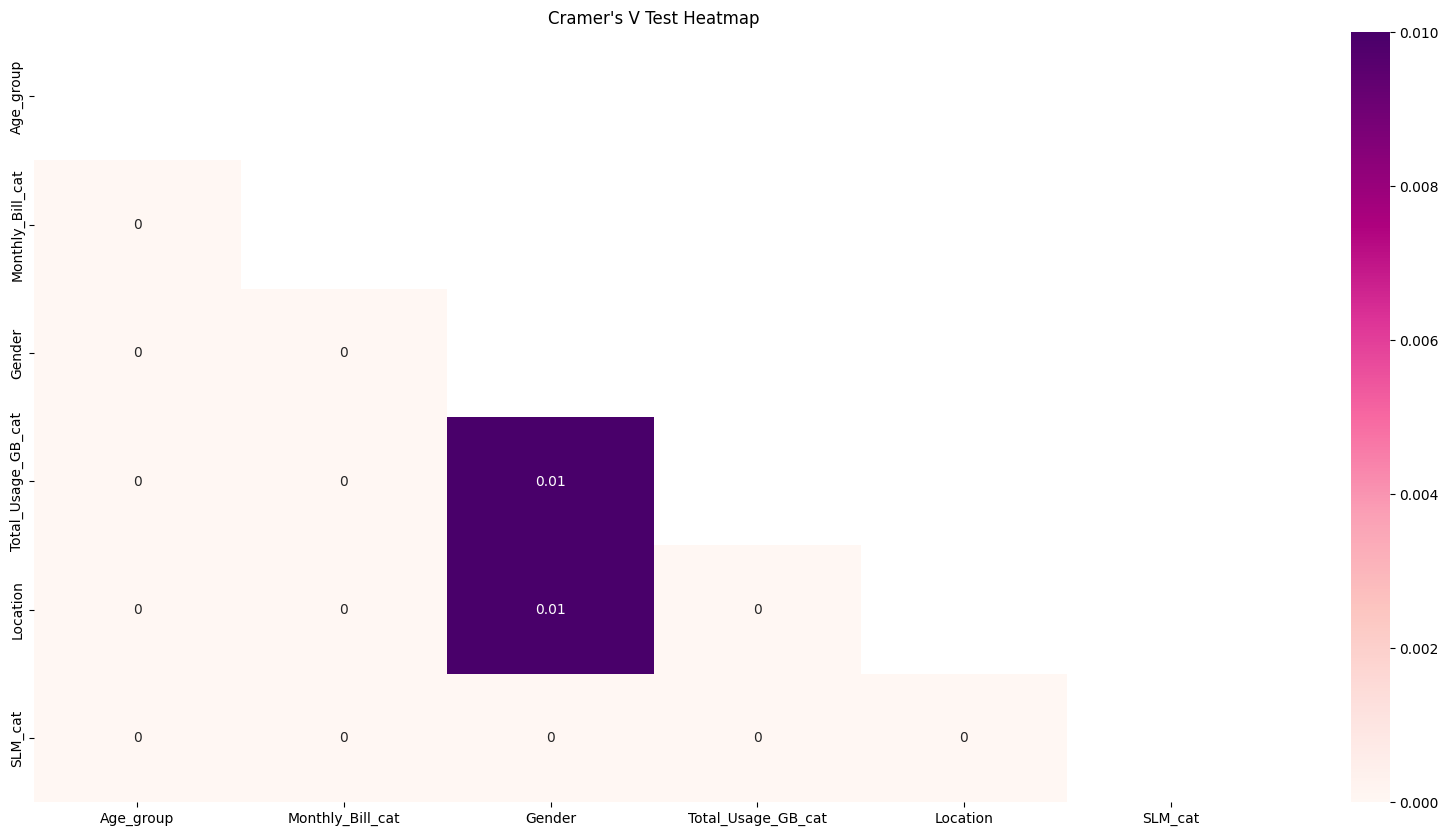 Cramer's V Test Heatmap
Age_group
Monthly_Bill_cat
Gender
Total_Usage_GB_cat
Location
SLM_cat
0
0 0
0 0 0.01
0 0 0.01 0
0 0 0 0 0
Age_group Monthly_Bill_cat Gender Total_Usage_GB_cat Location SLM_cat
0.010
0.008
0.006
0.004
0.002
0.000